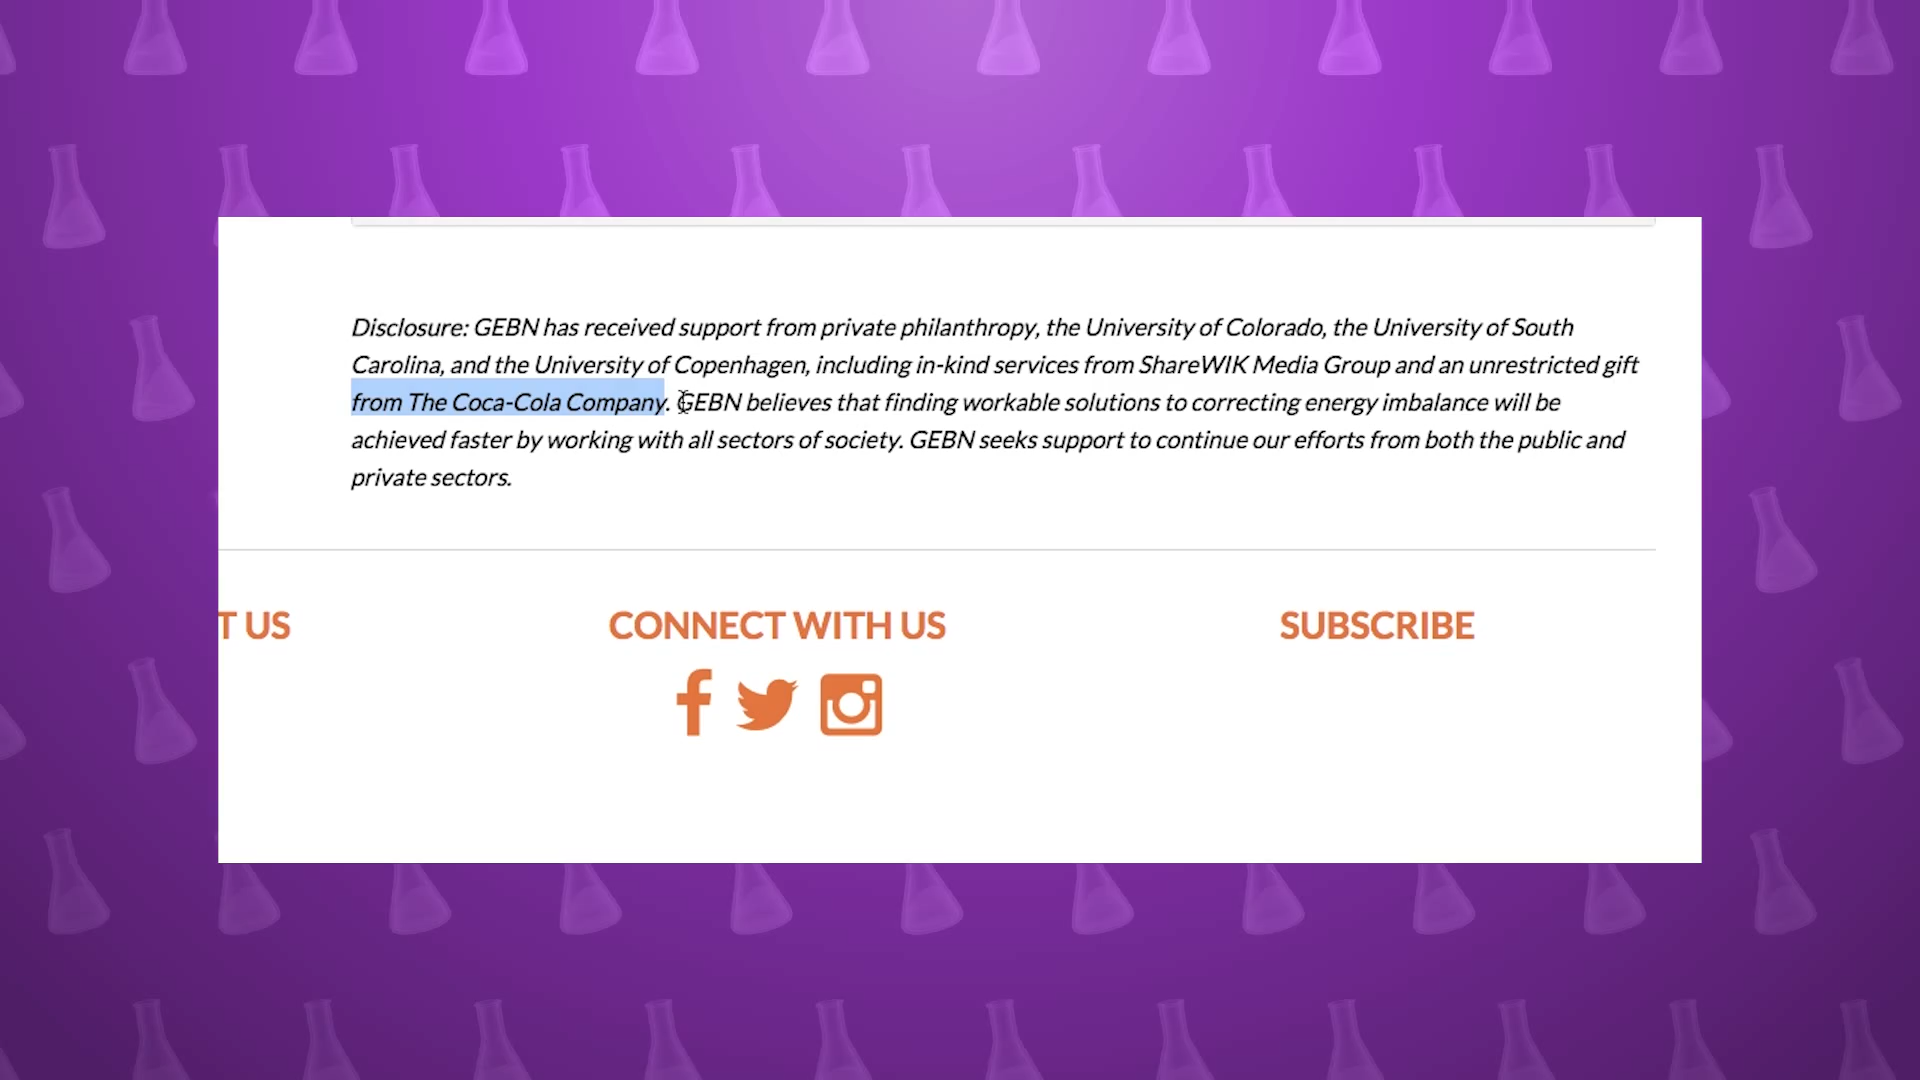 Disclosure: GEBN has received support from private philanthropy, the University of Colorado, the University of South
Carolina, and the University of Copenhagen, including in-kind services from ShareWIK Media Group and an unrestricted gift
from The Coca-Cola Company. GEBN believes that finding workable solutions to correcting energy imbalance will be
achieved faster by working with all sectors of society. GEBN seeks support to continue our efforts from both the public and
private sectors.
T US
CONNECT WITH US
SUBSCRIBE